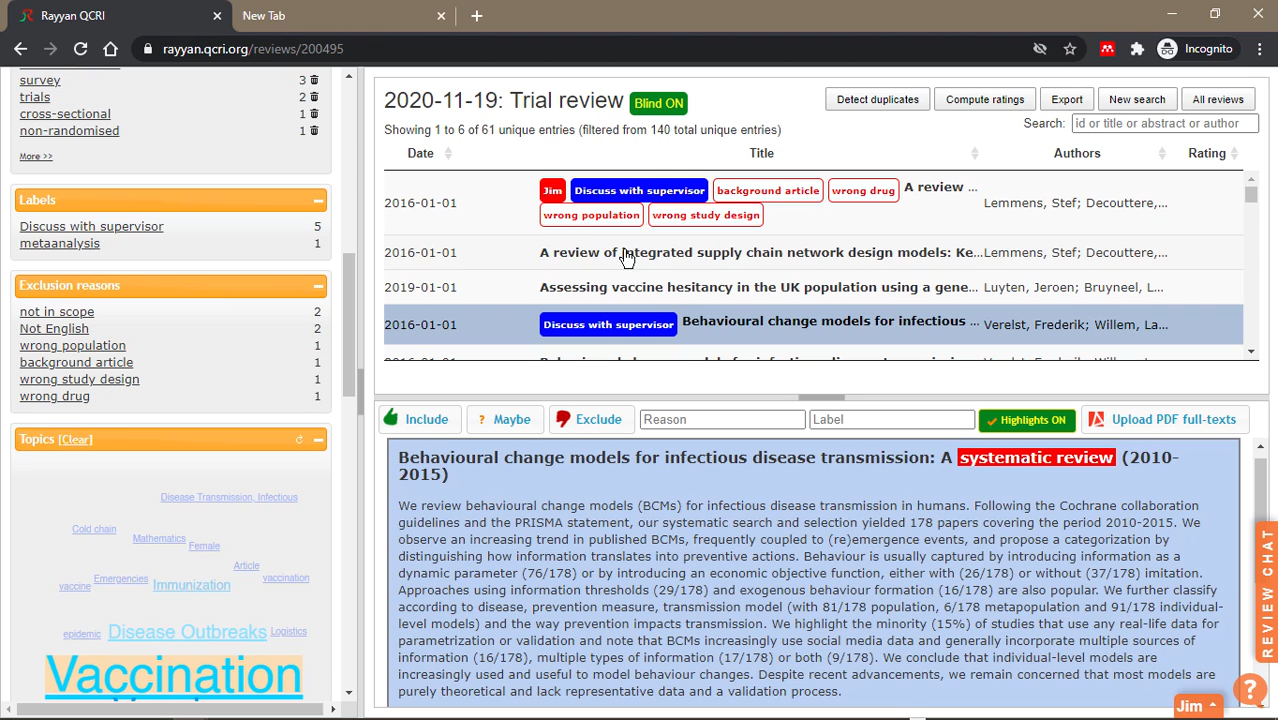 Rayyan QCRI
New Tab
rayyan.qcri.org/reviews/200495
Incognito
survey 3
trials 2
cross-sectional 1
non-randomised 1
More >>
Labels
Discuss with supervisor 5
metaanalysis 1
Exclusion reasons
not in scope 2
Not English 2
wrong population 1
background article 1
wrong study design 1
wrong drug 1
Topics [Clear]
Disease Transmission, Infectious
Cold chain
Mathematics
Female
Article
vaccine
Emergencies
Immunization
vaccination
epidemic
Disease Outbreaks
Logistics
Vaccination
2020-11-19: Trial review Blind ON
Detect duplicates
Compute ratings
Export
New search
All reviews
Showing 1 to 6 of 61 unique entries (filtered from 140 total unique entries)
Search: id or title or abstract or author
Date Title Authors Rating
2016-01-01 Jim Discuss with supervisor background article wrong drug A review ... Lemmens, Stef; Decouttere,...
wrong population wrong study design
2016-01-01 A review of integrated supply chain network design models: Ke... Lemmens, Stef; Decouttere,...
2019-01-01 Assessing vaccine hesitancy in the UK population using a gene... Luyten, Jeroen; Bruyneel, L...
2016-01-01 Discuss with supervisor Behavioural change models for infectious ... Verelst, Frederik; Willem, La...
Include
? Maybe
Exclude
Reason
Label
Highlights ON
Upload PDF full-texts
Behavioural change models for infectious disease transmission: A systematic review (2010-
2015)
We review behavioural change models (BCMs) for infectious disease transmission in humans. Following the Cochrane collaboration
guidelines and the PRISMA statement, our systematic search and selection yielded 178 papers covering the period 2010-2015. We
observe an increasing trend in published BCMs, frequently coupled to (re)emergence events, and propose a categorization by
distinguishing how information translates into preventive actions. Behaviour is usually captured by introducing information as a
dynamic parameter (76/178) or by introducing an economic objective function, either with (26/178) or without (37/178) imitation.
Approaches using information thresholds (29/178) and exogenous behaviour formation (16/178) are also popular. We further classify
according to disease, prevention measure, transmission model (with 81/178 population, 6/178 metapopulation and 91/178 individual-
level models) and the way prevention impacts transmission. We highlight the minority (15%) of studies that use any real-life data for
parametrization or validation and note that BCMs increasingly use social media data and generally incorporate multiple sources of
information (16/178), multiple types of information (17/178) or both (9/178). We conclude that individual-level models are
increasingly used and useful to model behaviour changes. Despite recent advancements, we remain concerned that most models are
purely theoretical and lack representative data and a validation process.
REVIEW CHAT
?
Jim